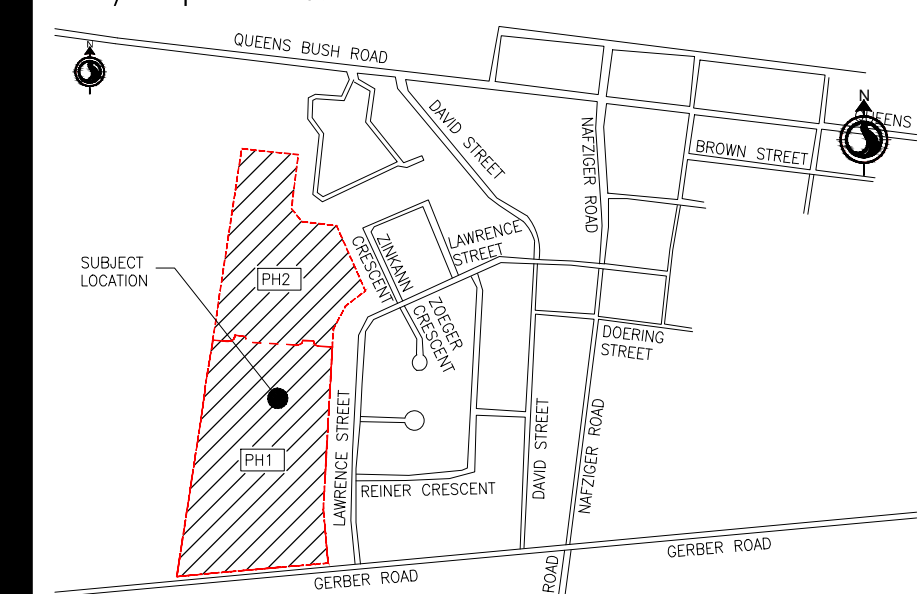 QUEENS BUSH ROAD
N
N
QUEENS
DAVID STREET
NAFZIGER ROAD
BROWN STREET
LAWRENCE
STREET
ZINKANN
CRESCENT
SUBJECT
LOCATION
PH2
ZOEGER
CRESCENT
DOERING
STREET
LAWRENCE STREET
DAVID STREET
NAFZIGER ROAD
PH1
REINER CRESCENT
GERBER ROAD
GERBER ROAD
ROAD